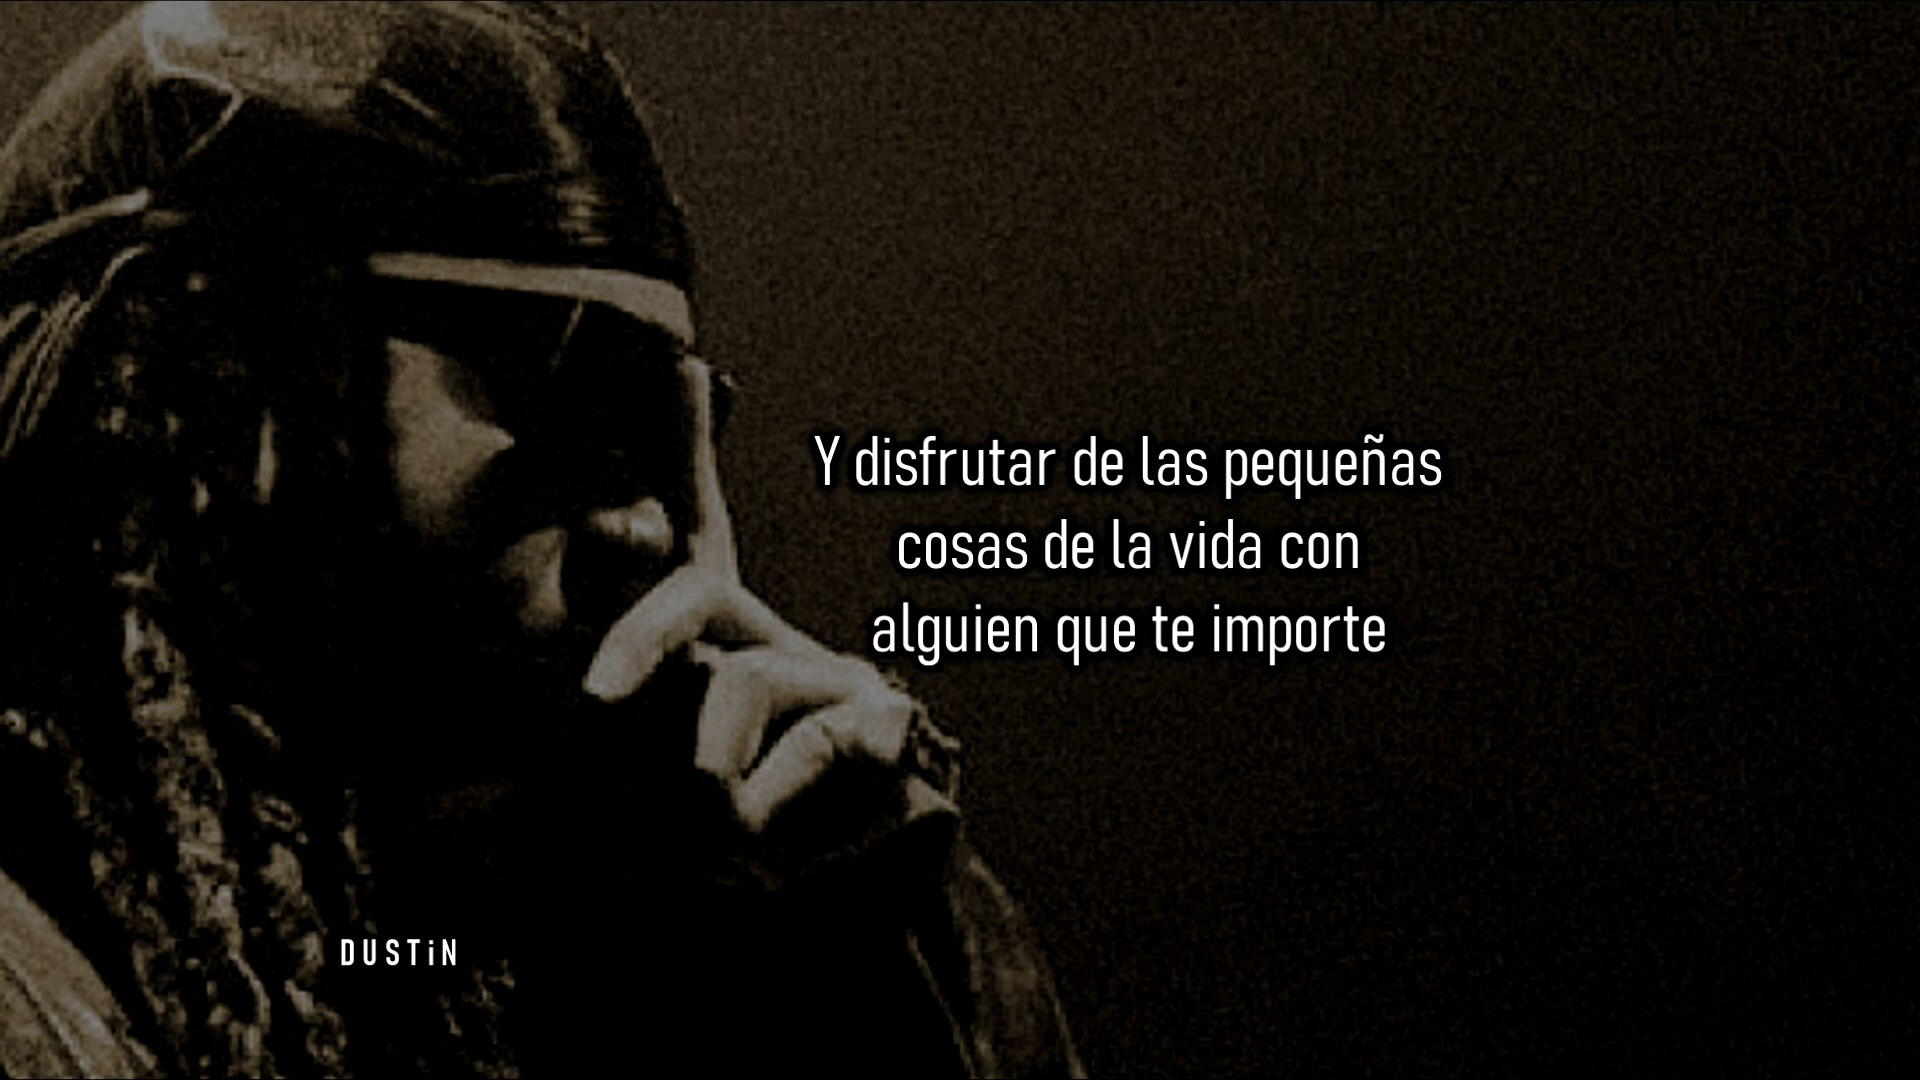 Y disfrutar de las pequeñas
cosas de la vida con
alguien que te importe
DUSTiN